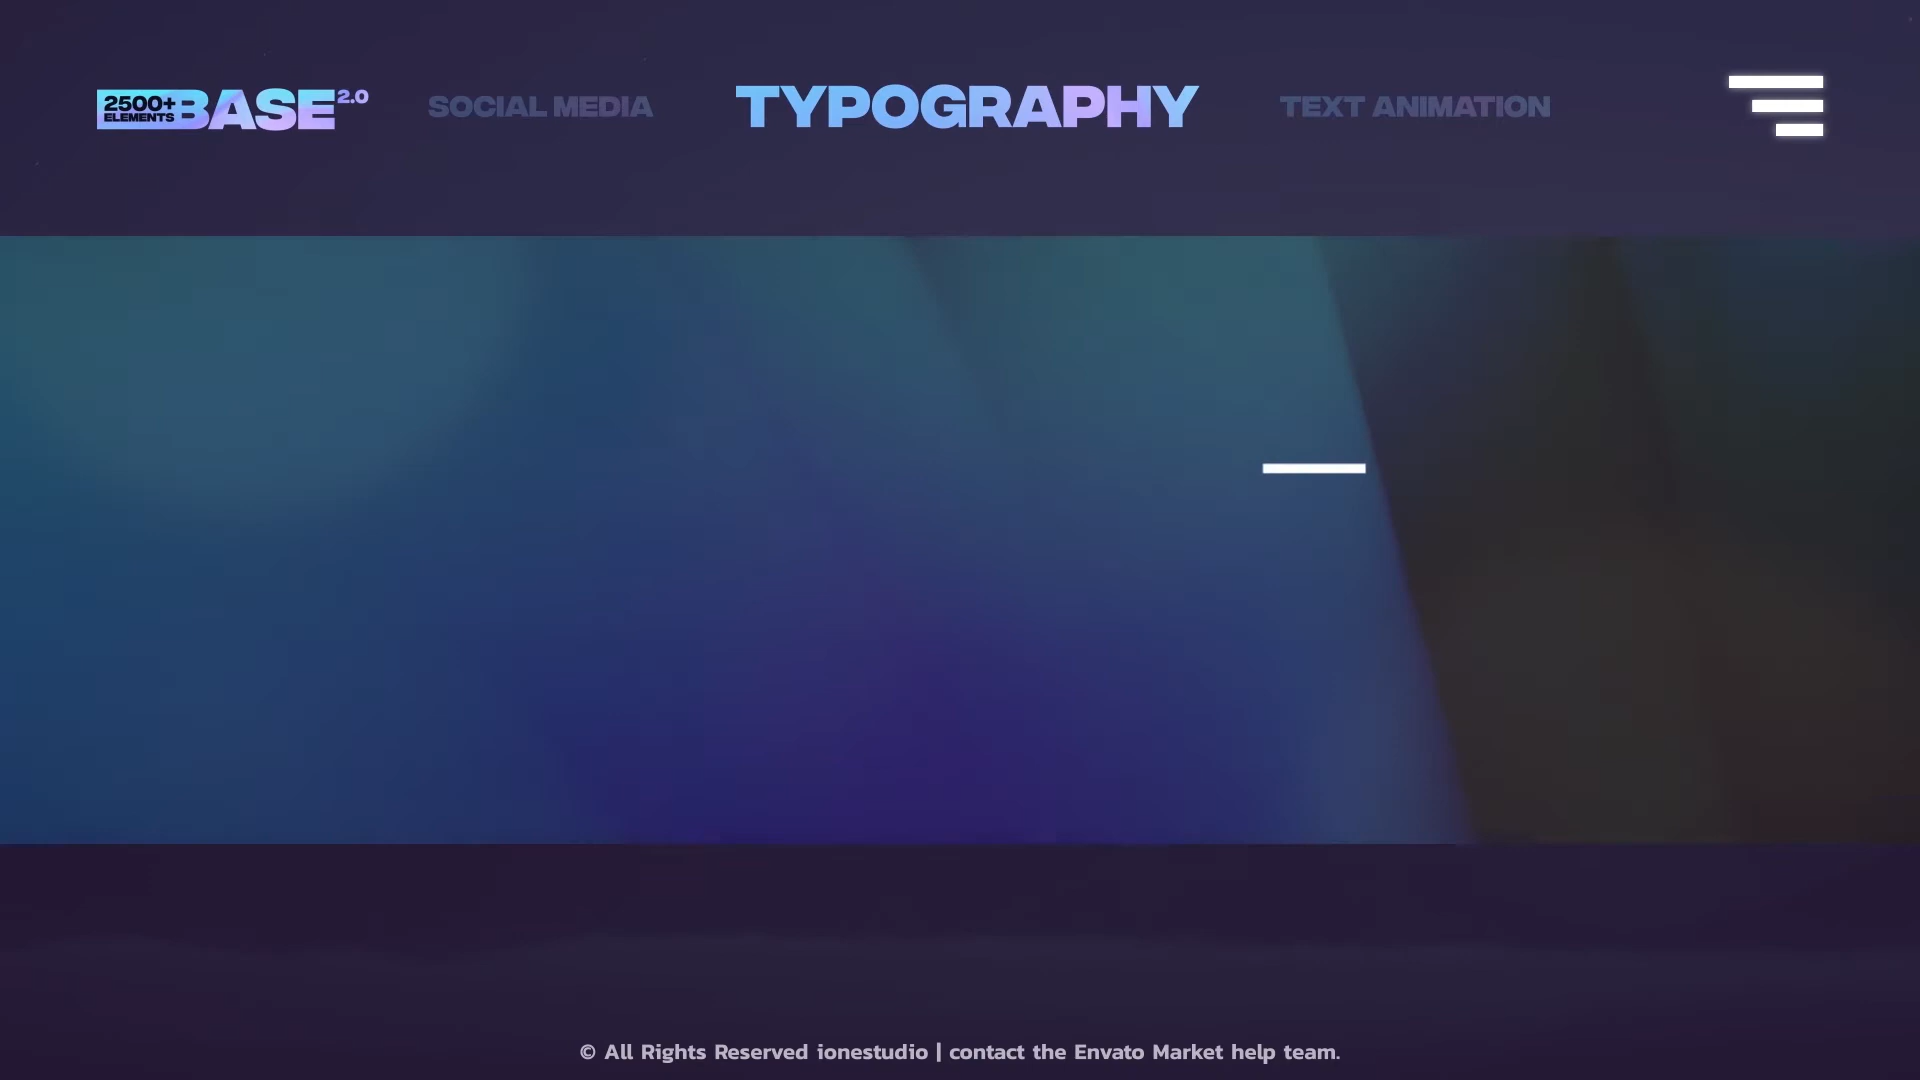 2500+ ELEMENTS BASE 2.0
SOCIAL MEDIA
TYPOGRAPHY
TEXT ANIMATION
© All Rights Reserved ionestudio | contact the Envato Market help team.